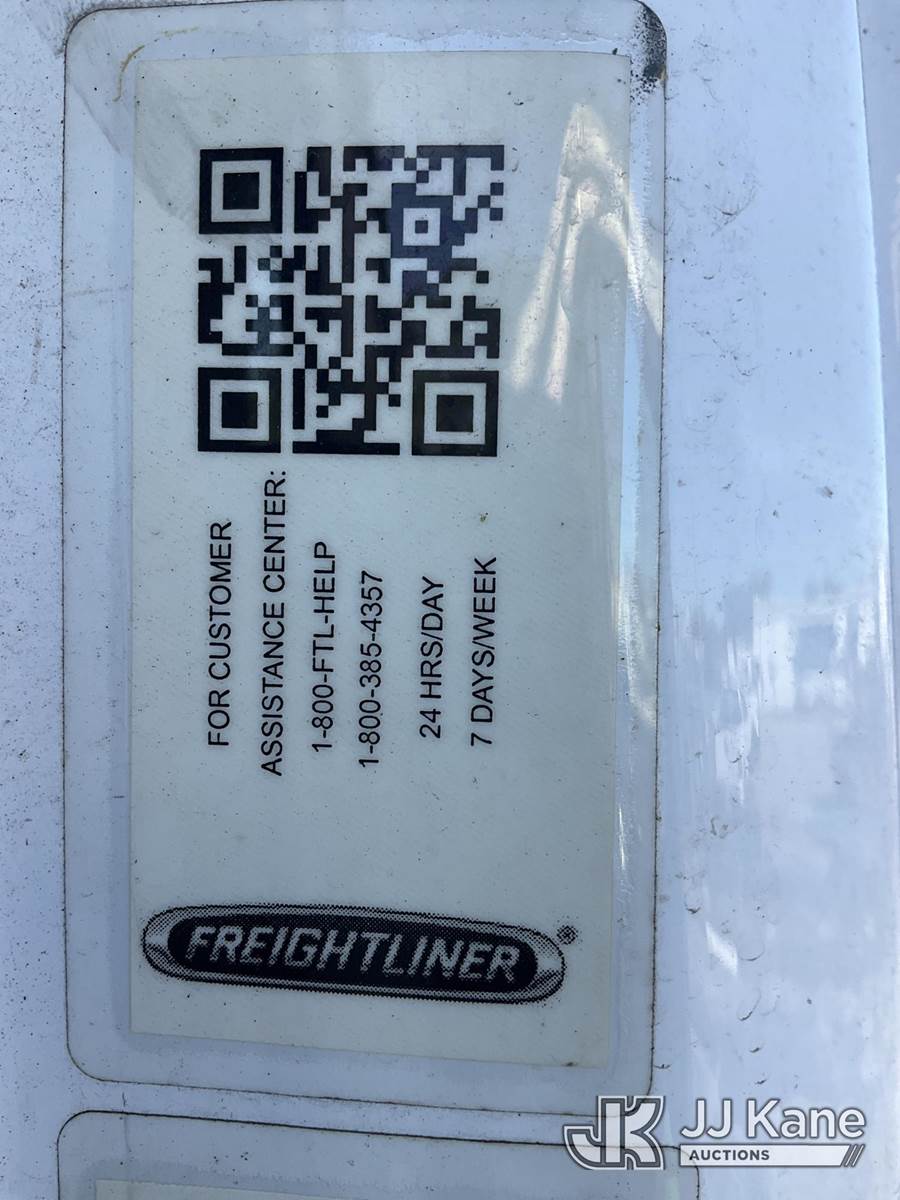 FOR CUSTOMER
ASSISTANCE CENTER:
1-800-FTL-HELP
1-800-385-4357
24 HRS/DAY
7 DAYS/WEEK
FREIGHTLINER®
JK JJ Kane
AUCTIONS